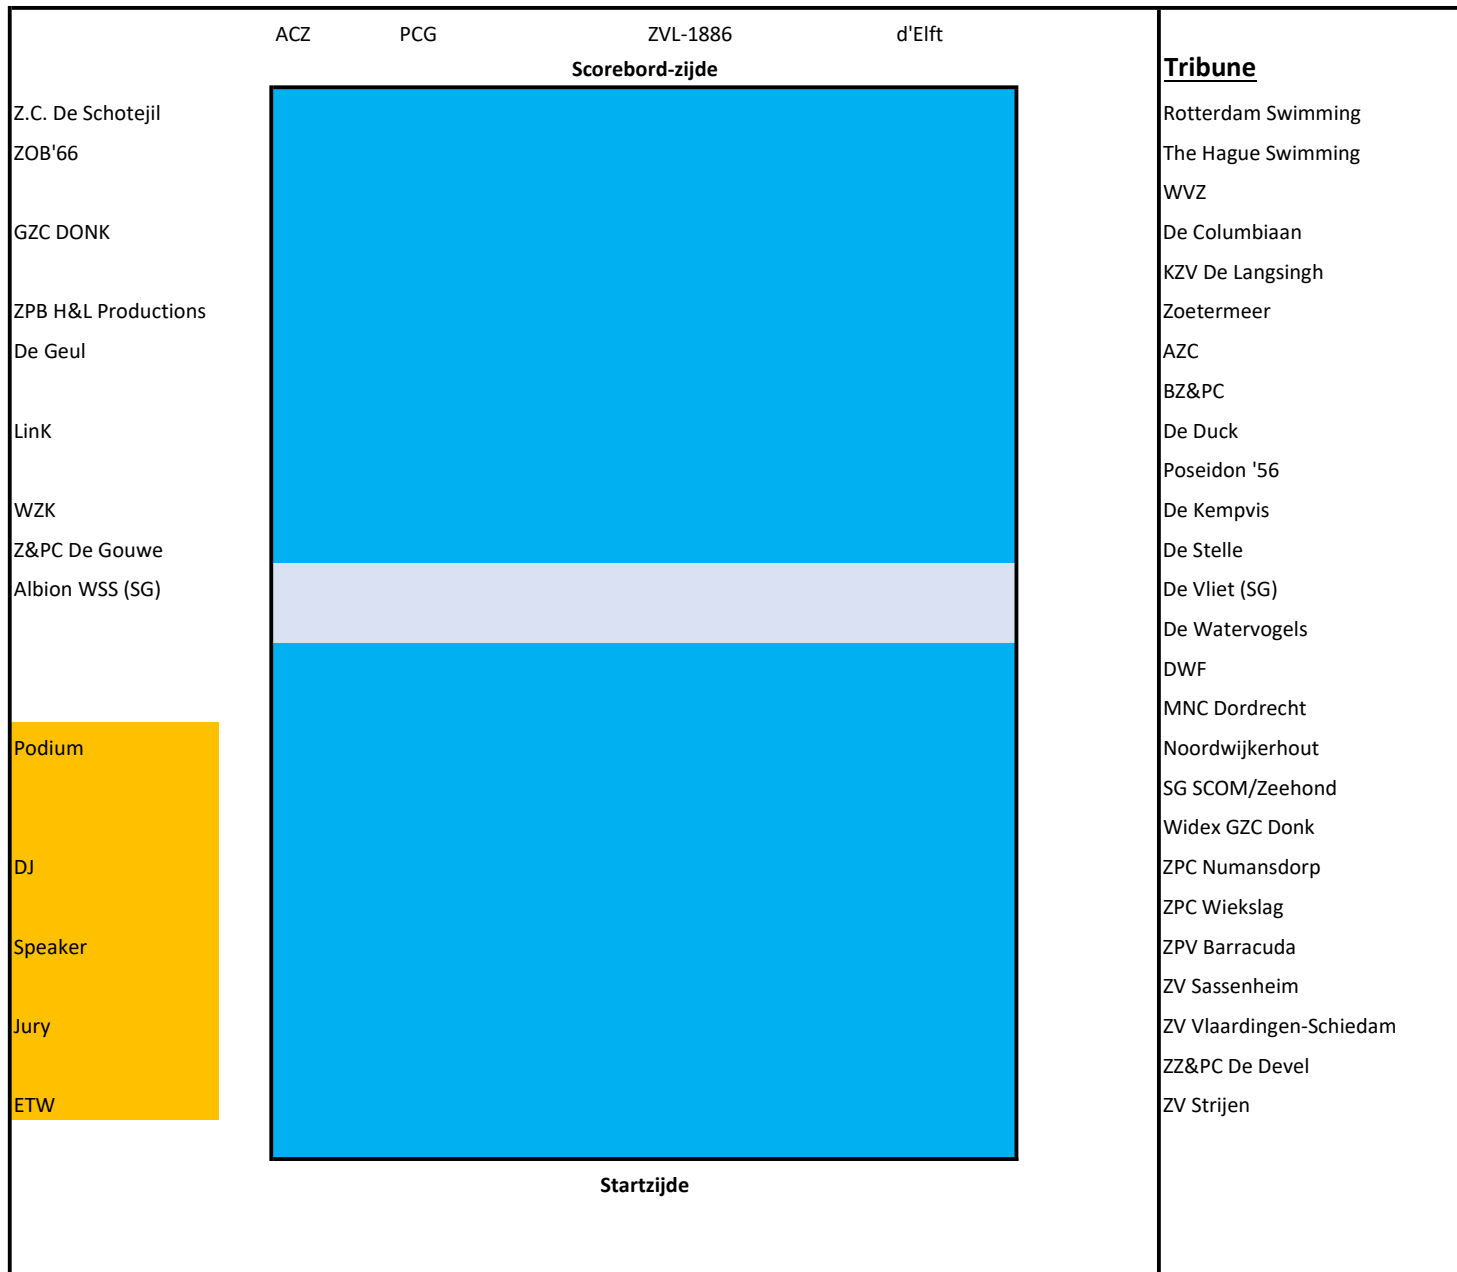 ACZ PCG ZVL-1886 d'Elft
Scorebord-zijde
Tribune
Z.C. De Schotejil
Rotterdam Swimming
ZOB'66
The Hague Swimming
WVZ
GZC DONK
De Columbiaan
KZV De Langsingh
ZPB H&L Productions
Zoetermeer
De Geul
AZC
BZ&PC
LinK
De Duck
Poseidon '56
WZK
De Kempvis
Z&PC De Gouwe
De Stelle
Albion WSS (SG)
De Vliet (SG)
De Watervogels
DWF
MNC Dordrecht
Podium
Noordwijkerhout
SG SCOM/Zeehond
Widex GZC Donk
DJ
ZPC Numansdorp
ZPC Wiekslag
Speaker
ZPV Barracuda
ZV Sassenheim
Jury
ZV Vlaardingen-Schiedam
ZZ&PC De Devel
ETW
ZV Strijen
Startzijde